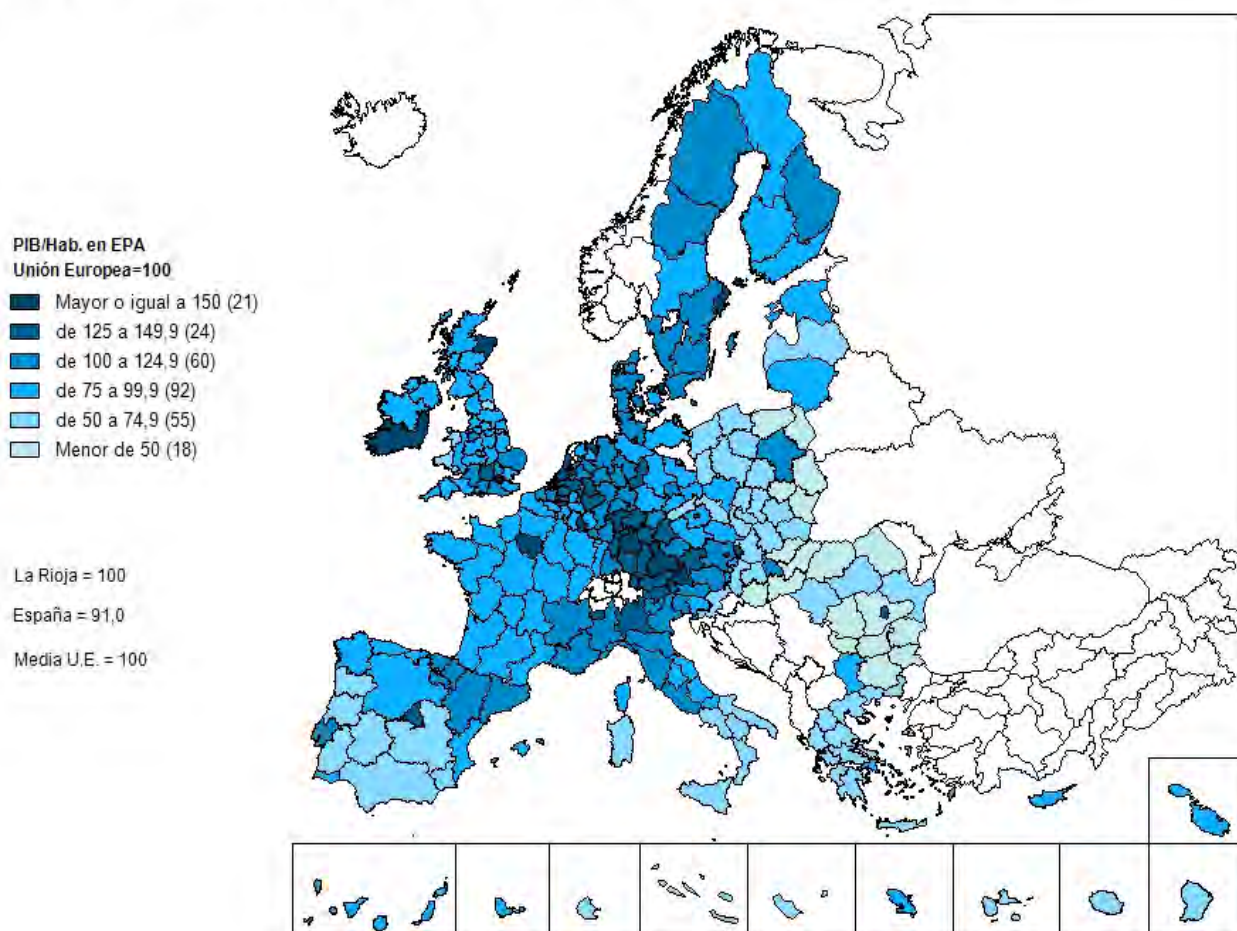 PIB/Hab. en EPA
Unión Europea=100
Mayor o igual a 150 (21)
de 125 a 149,9 (24)
de 100 a 124,9 (60)
de 75 a 99,9 (92)
de 50 a 74,9 (55)
Menor de 50 (18)
La Rioja = 100
España = 91,0
Media U.E. = 100